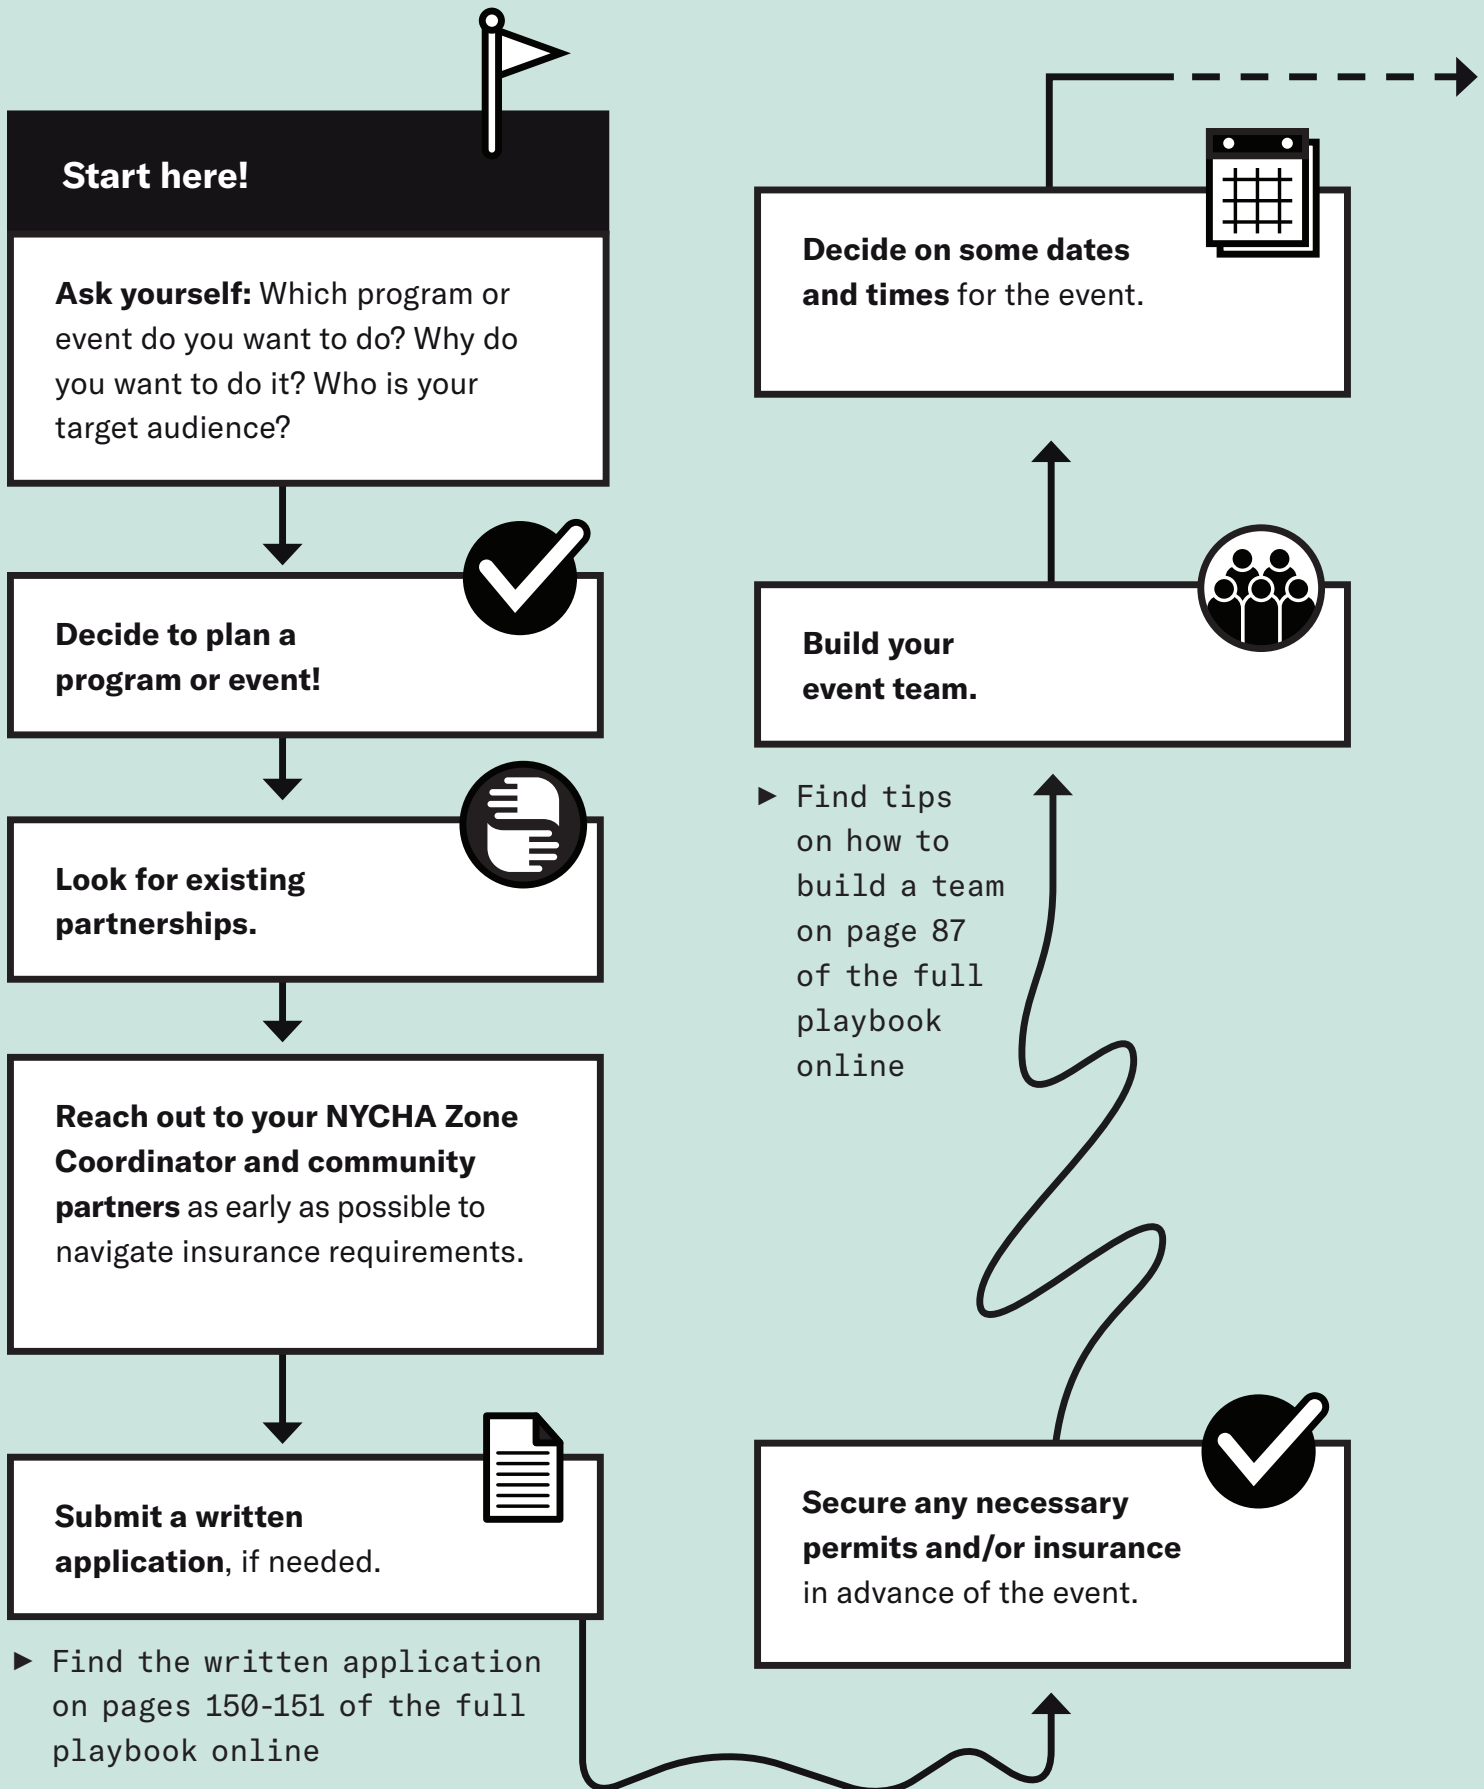 Start here!
Ask yourself: Which program or
event do you want to do? Why do
you want to do it? Who is your
target audience?
Decide to plan a
program or event!
Look for existing
partnerships.
Reach out to your NYCHA Zone
Coordinator and community
partners as early as possible to
navigate insurance requirements.
Submit a written
application, if needed.
► Find the written application
on pages 150-151 of the full
playbook online
Secure any necessary
permits and/or insurance
in advance of the event.
Build your
event team.
► Find tips
on how to
build a team
on page 87
of the full
playbook
online
Decide on some dates
and times for the event.